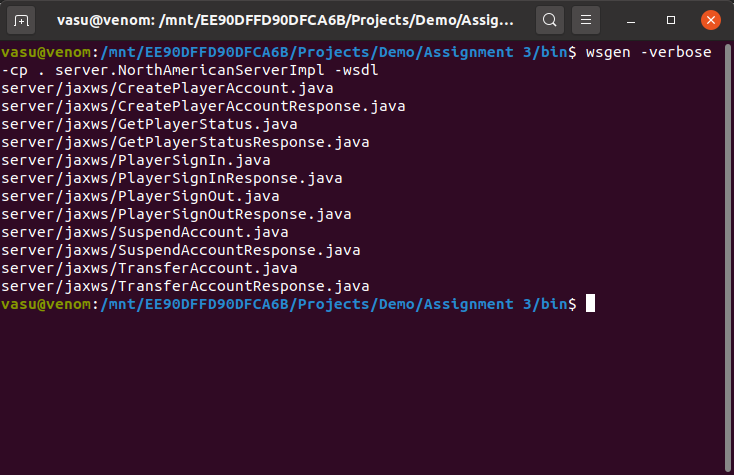 vasu@venom: /mnt/EE90DFFD90DFCA6B/Projects/Demo/Assig...
vasu@venom:/mnt/EE90DFFD90DFCA6B/Projects/Demo/Assignment 3/bin$ wsgen -verbose
-cp . server.NorthAmericanServerImpl -wsdl
server/jaxws/CreatePlayerAccount.java
server/jaxws/CreatePlayerAccountResponse.java
server/jaxws/GetPlayerStatus.java
server/jaxws/GetPlayerStatusResponse.java
server/jaxws/PlayerSignIn.java
server/jaxws/PlayerSignInResponse.java
server/jaxws/PlayerSignOut.java
server/jaxws/PlayerSignOutResponse.java
server/jaxws/SuspendAccount.java
server/jaxws/SuspendAccountResponse.java
server/jaxws/TransferAccount.java
server/jaxws/TransferAccountResponse.java
vasu@venom:/mnt/EE90DFFD90DFCA6B/Projects/Demo/Assignment 3/bin$